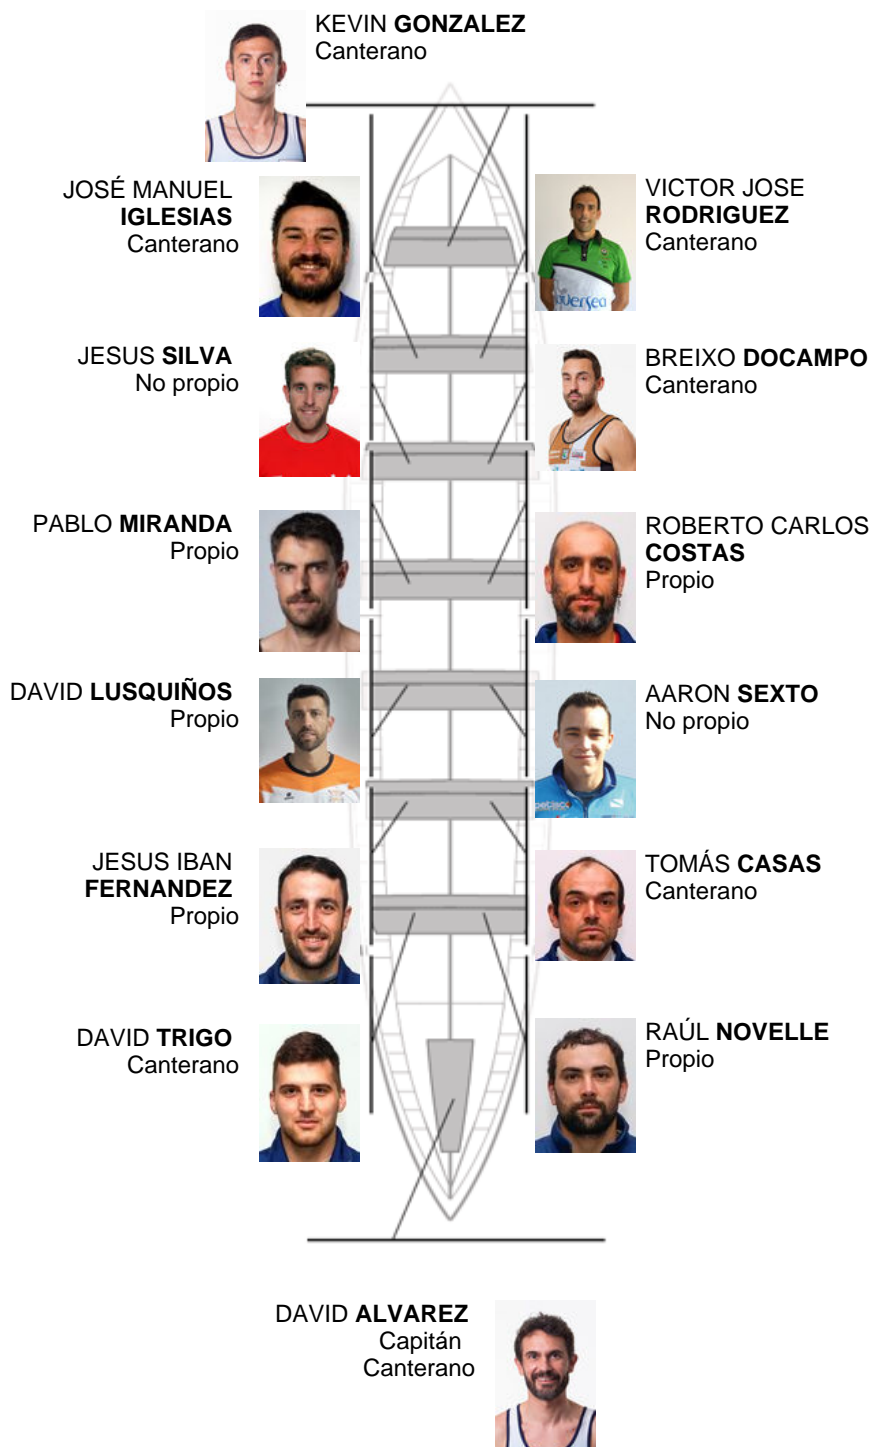 KEVIN GONZALEZ
Canterano
JOSÉ MANUEL
IGLESIAS
Canterano
VICTOR JOSE
RODRIGUEZ
Canterano
JESUS SILVA
No propio
BREIXO DOCAMPO
Canterano
PABLO MIRANDA
Propio
ROBERTO CARLOS
COSTAS
Propio
DAVID LUSQUIÑOS
Propio
AARON SEXTO
No propio
JESUS IBAN
FERNANDEZ
Propio
TOMÁS CASAS
Canterano
DAVID TRIGO
Canterano
RAÚL NOVELLE
Propio
DAVID ALVAREZ
Capitán
Canterano